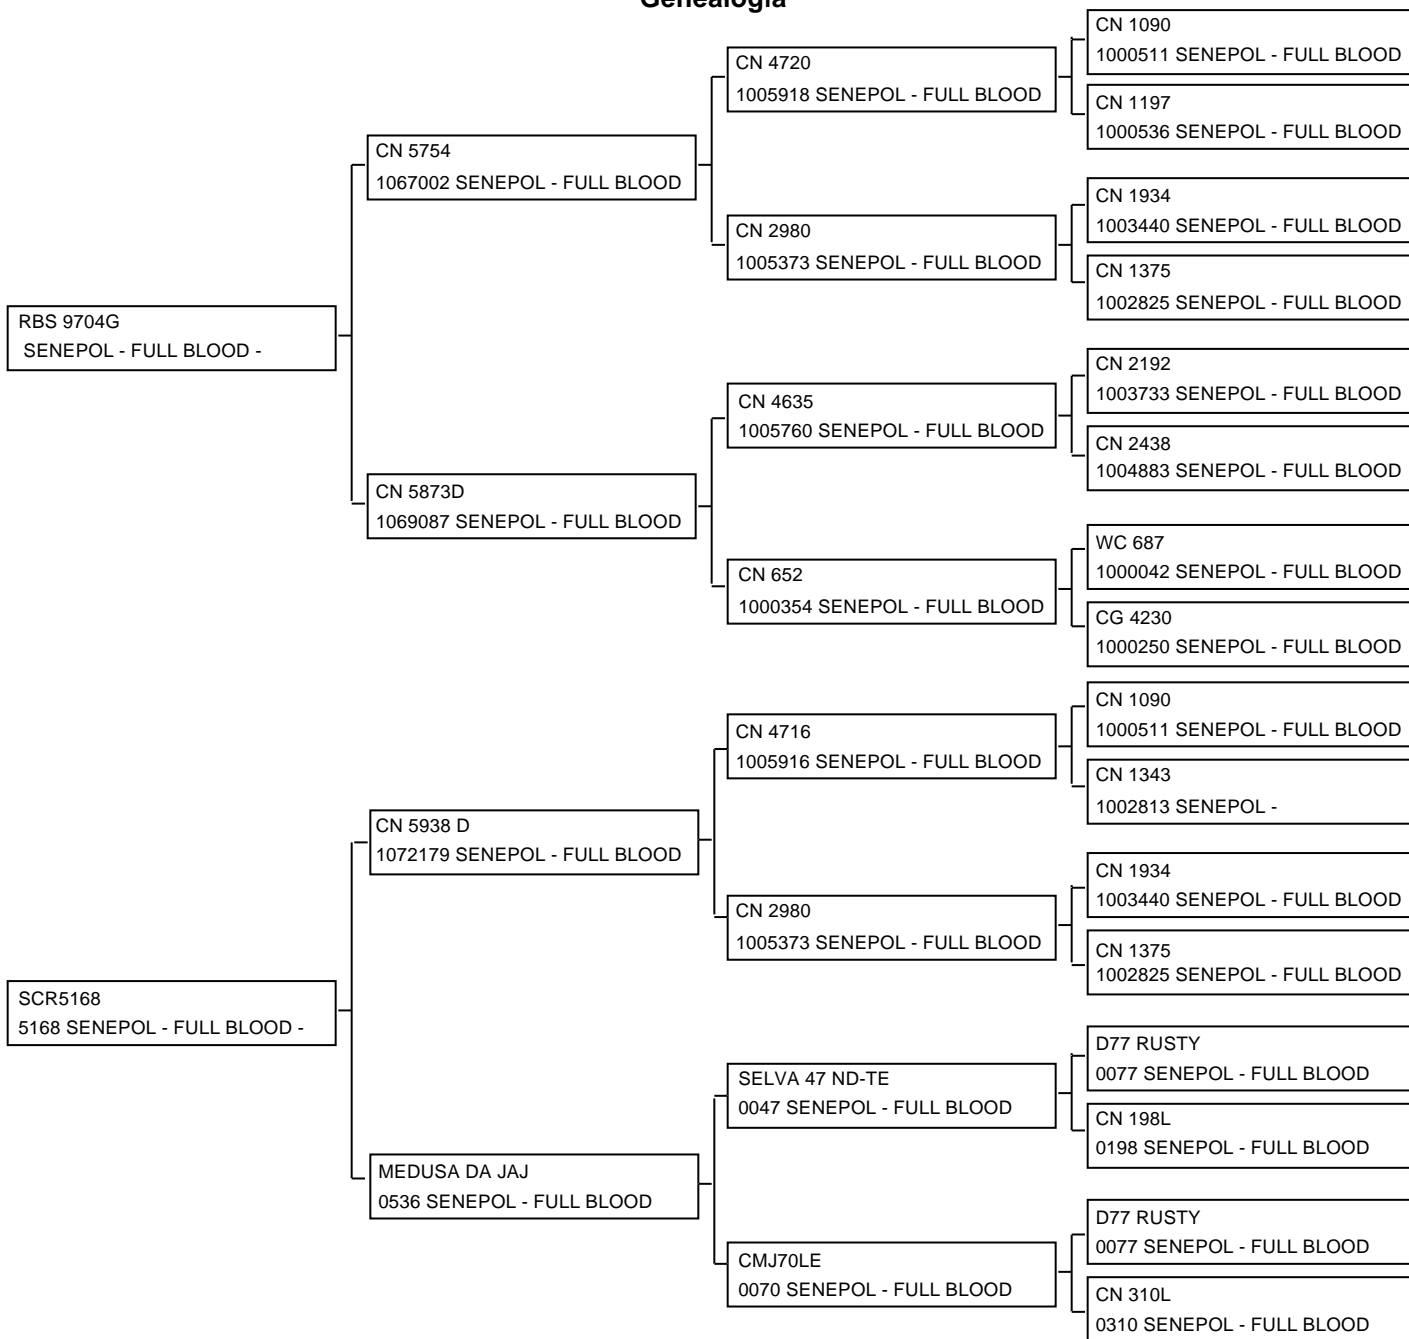 Genealogia
CN 1090
1000511 SENEPOL - FULL BLOOD
CN 4720
1005918 SENEPOL - FULL BLOOD
CN 1197
1000536 SENEPOL - FULL BLOOD
CN 5754
1067002 SENEPOL - FULL BLOOD
CN 1934
1003440 SENEPOL - FULL BLOOD
CN 2980
1005373 SENEPOL - FULL BLOOD
CN 1375
1002825 SENEPOL - FULL BLOOD
RBS 9704G
SENEPOL - FULL BLOOD -
CN 2192
1003733 SENEPOL - FULL BLOOD
CN 4635
1005760 SENEPOL - FULL BLOOD
CN 2438
1004883 SENEPOL - FULL BLOOD
CN 5873D
1069087 SENEPOL - FULL BLOOD
WC 687
1000042 SENEPOL - FULL BLOOD
CN 652
1000354 SENEPOL - FULL BLOOD
CG 4230
1000250 SENEPOL - FULL BLOOD
CN 1090
1000511 SENEPOL - FULL BLOOD
CN 4716
1005916 SENEPOL - FULL BLOOD
CN 1343
1002813 SENEPOL -
CN 5938 D
1072179 SENEPOL - FULL BLOOD
CN 1934
1003440 SENEPOL - FULL BLOOD
CN 2980
1005373 SENEPOL - FULL BLOOD
CN 1375
1002825 SENEPOL - FULL BLOOD
SCR5168
5168 SENEPOL - FULL BLOOD -
D77 RUSTY
0077 SENEPOL - FULL BLOOD
SELVA 47 ND-TE
0047 SENEPOL - FULL BLOOD
CN 198L
0198 SENEPOL - FULL BLOOD
MEDUSA DA JAJ
0536 SENEPOL - FULL BLOOD
D77 RUSTY
0077 SENEPOL - FULL BLOOD
CMJ70LE
0070 SENEPOL - FULL BLOOD
CN 310L
0310 SENEPOL - FULL BLOOD